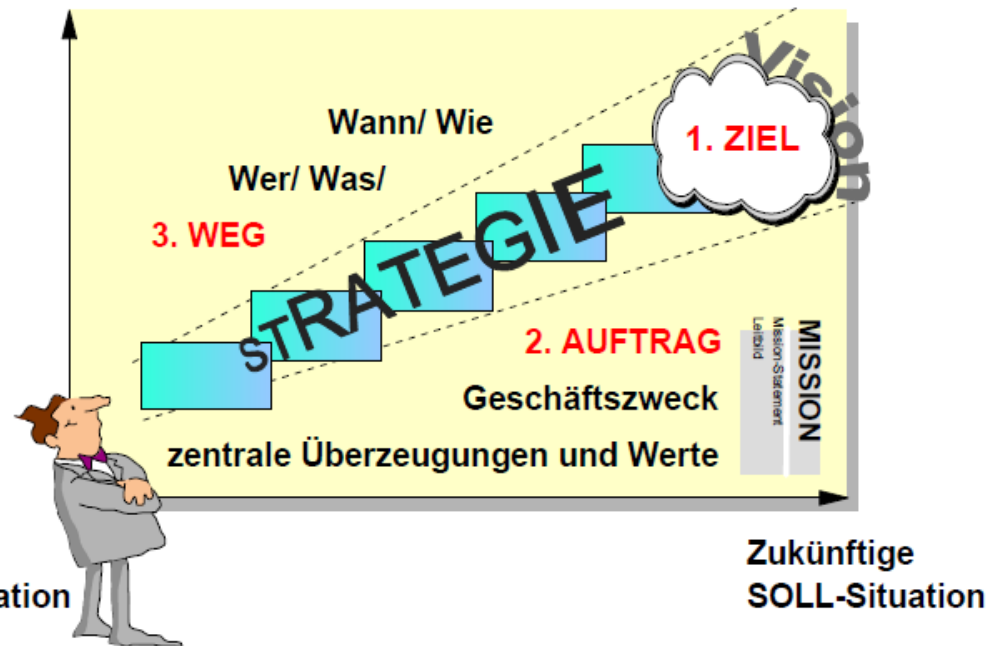 Vision
Wann/ Wie
1. ZIEL
Wer/ Was/
STRATEGIE
3. WEG
2. AUFTRAG
Geschäftszweck
zentrale Überzeugungen und Werte
Leitbild
Mission-Statement
MISSION
Zukünftige
ation
SOLL-Situation